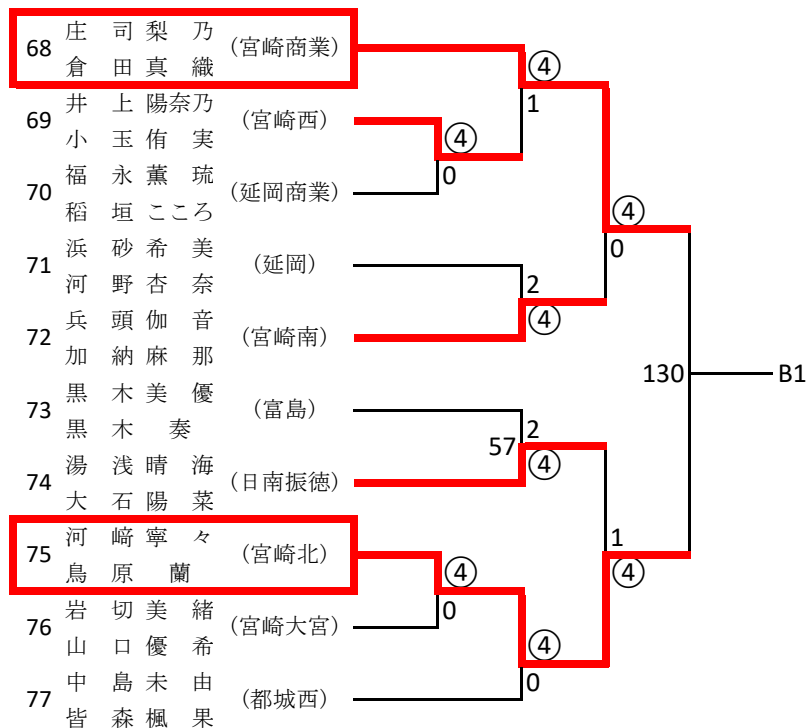 68 庄司梨乃 (宮崎商業)
倉田真織
69 井上陽奈乃 (宮崎西)
小玉侑実
70 福永薫琉 (延岡商業)
稲垣こころ
71 浜砂希美 (延岡)
河野杏奈
72 兵頭伽音 (宮崎南)
加納麻那
73 黒木美優 (富島)
黒木奏
74 湯浅晴海 (日南振徳)
大石陽菜
75 河﨑寧々 (宮崎北)
鳥原蘭
76 岩切美緒 (宮崎大宮)
山口優希
77 中島未由 (都城西)
皆森楓果
④
1
④
0
④
0
2
④
130
B1
57
2
④
1
④
④
0
④
0